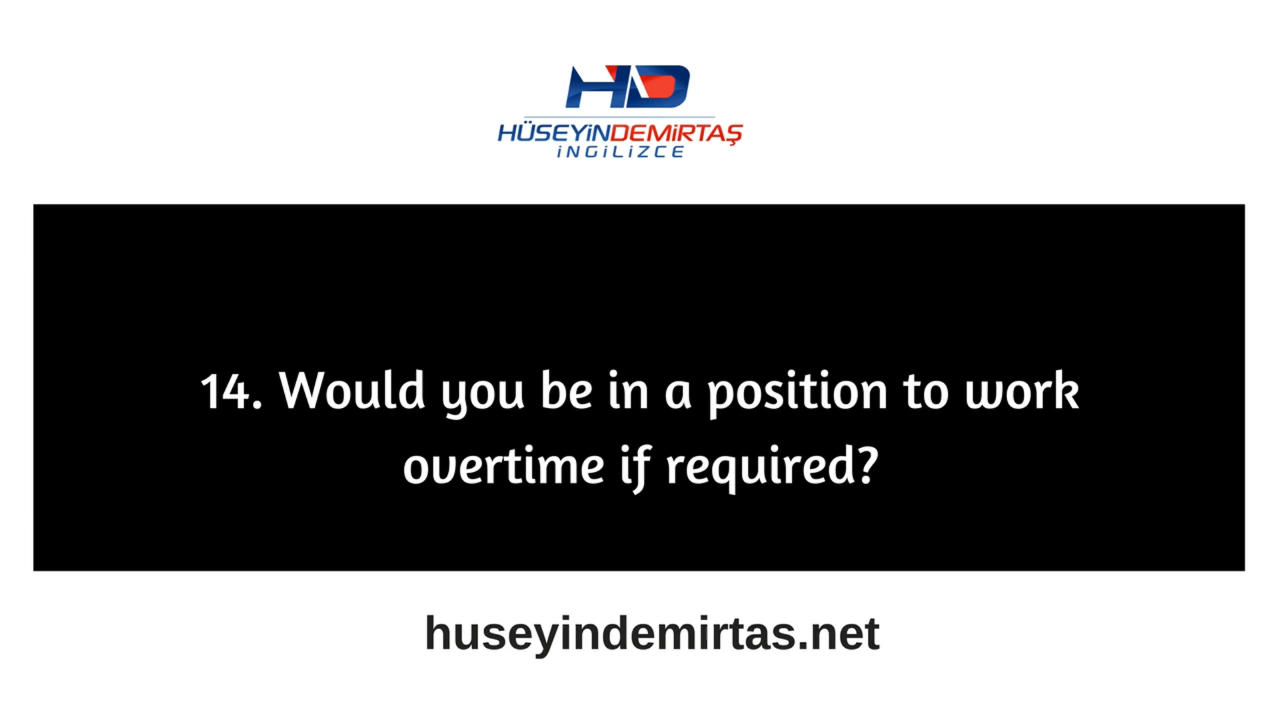 HD
HÜSEYİNDEMİRTAŞ
İNGİLİZCE
14. Would you be in a position to work
overtime if required?
huseyindemirtas.net